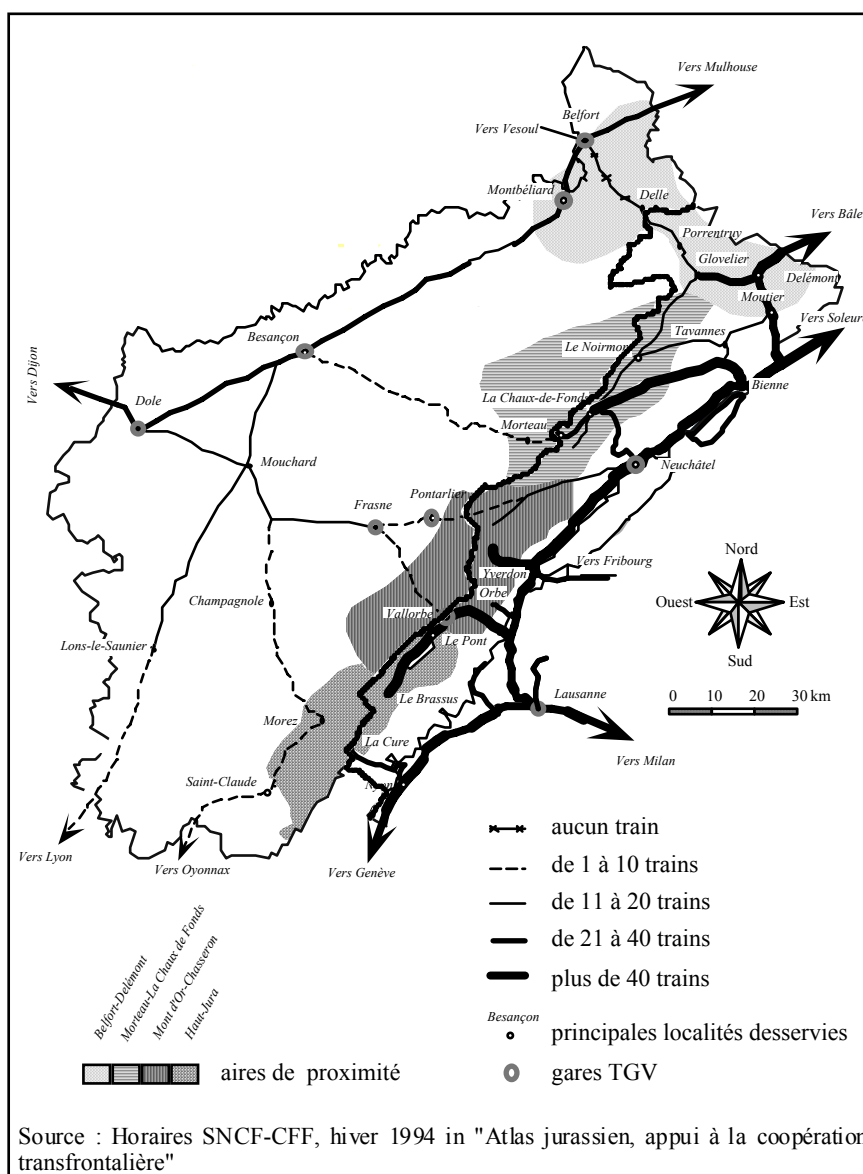 Vers Mulhouse
Belfort
Vers Vesoul
Montbéliard
Delle
Vers Bâle
Porrentruy
Glovelier
Delémont
Moutier
Vers Soleure
Besançon
Tavannes
Le Noirmon
Vers Dijon
La Chaux-de-Fonds
Bienne
Dole
Morteau
Mouchard
Neuchâtel
Pontarlier
Frasne
Vers Fribourg
Yverdon
Nord
Orbe
Champagnole
Ouest
Est
Vallorbe
Lons-le-Saunier
Le Pont
Sud
Le Brassus
Lausanne
0 10 20 30 km
Morez
La Cure
Vers Milan
Saint-Claude
Nyon
Vers Lyon
Vers Oyonnax
Vers Genève
aucun train
de 1 à 10 trains
de 11 à 20 trains
de 21 à 40 trains
plus de 40 trains
Besançon
principales localités desservies
gares TGV
Belfort-Delémont
Morteau-La Chaux de Fonds
Mont d'Or-Chasseron
Haut-Jura
aires de proximité
Source : Horaires SNCF-CFF, hiver 1994 in "Atlas jurassien, appui à la coopération
transfrontalière"